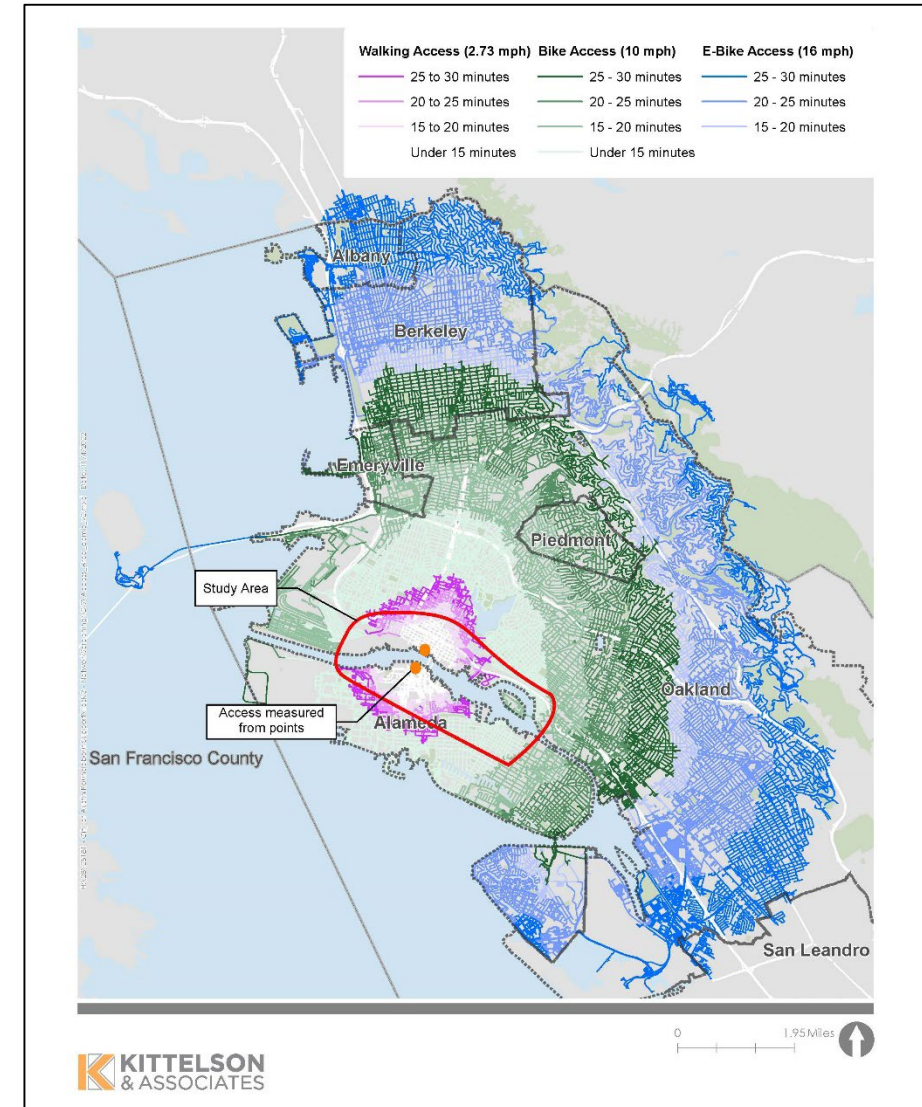 Walking Access (2.73 mph) Bike Access (10 mph) E-Bike Access (16 mph)
25 to 30 minutes 25 - 30 minutes 25 - 30 minutes
20 to 25 minutes 20 - 25 minutes 20 - 25 minutes
15 to 20 minutes 15 - 20 minutes 15 - 20 minutes
Under 15 minutes Under 15 minutes
Albany
Berkeley
Emeryville
Piedmont
Study Area
Oakland
Access measured
from points
Alameda
San Francisco County
San Leandro
0 1.95 Miles
KITTELSON
& ASSOCIATES